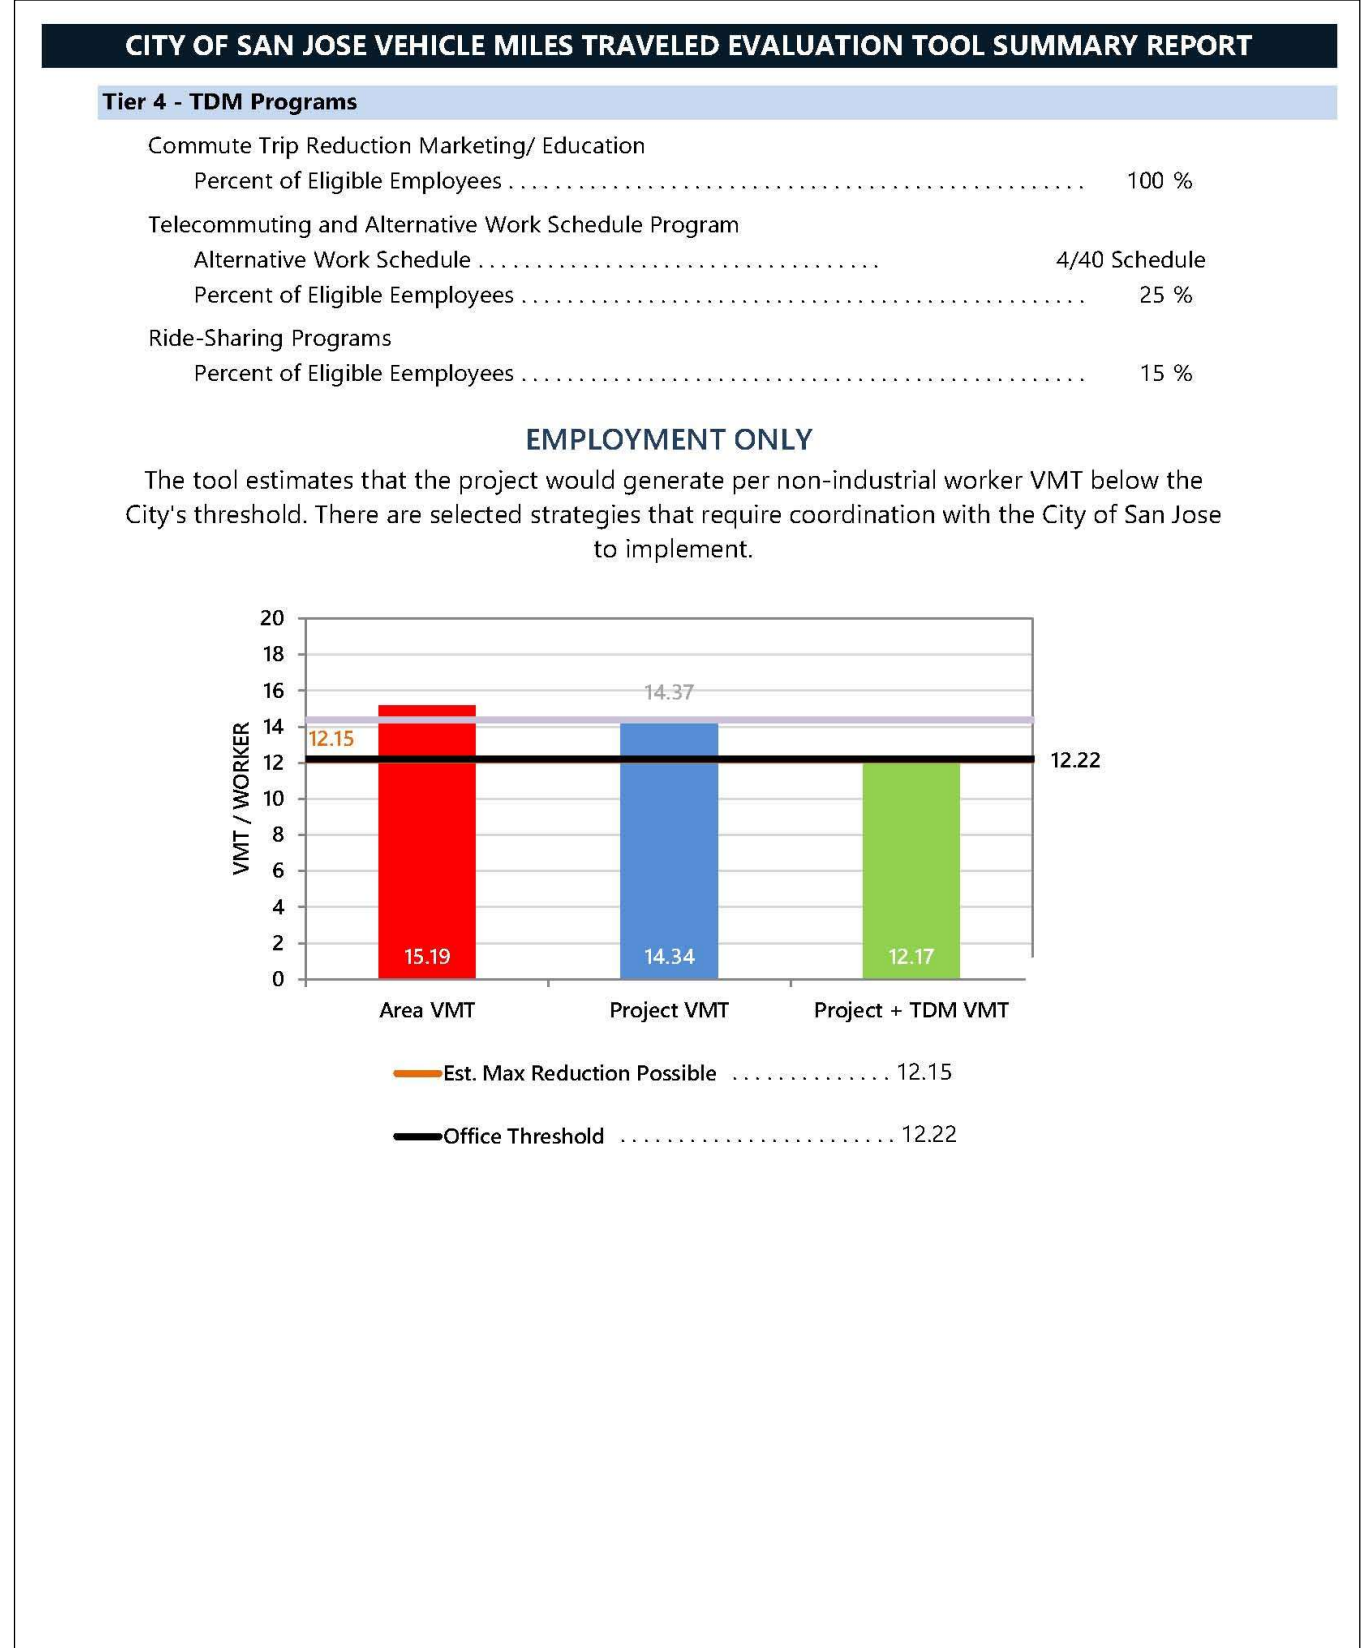 CITY OF SAN JOSE VEHICLE MILES TRAVELED EVALUATION TOOL SUMMARY REPORT
Tier 4 - TDM Programs
Commute Trip Reduction Marketing/ Education
Percent of Eligible Employees . . . . . . . . . . . . . . . . . . . . . . . . . . . . . . . . . . . . . . . . . . . . . . . . . . 100 %
Telecommuting and Alternative Work Schedule Program
Alternative Work Schedule . . . . . . . . . . . . . . . . . . . . . . . . . . . . . . . . . . . 4/40 Schedule
Percent of Eligible Eemployees . . . . . . . . . . . . . . . . . . . . . . . . . . . . . . . . . . . . . . . . . . . . . . . . . 25 %
Ride-Sharing Programs
Percent of Eligible Eemployees . . . . . . . . . . . . . . . . . . . . . . . . . . . . . . . . . . . . . . . . . . . . . . . . . 15 %
EMPLOYMENT ONLY
The tool estimates that the project would generate per non-industrial worker VMT below the
City's threshold. There are selected strategies that require coordination with the City of San Jose
to implement.
VMT / WORKER
20
18
16
14
12
10
8
6
4
2
0
14.37
12.15
12.22
15.19
14.34
12.17
Area VMT
Project VMT
Project + TDM VMT
Est. Max Reduction Possible . . . . . . . . . . . . . . 12.15
Office Threshold . . . . . . . . . . . . . . . . . . . . . . . . 12.22